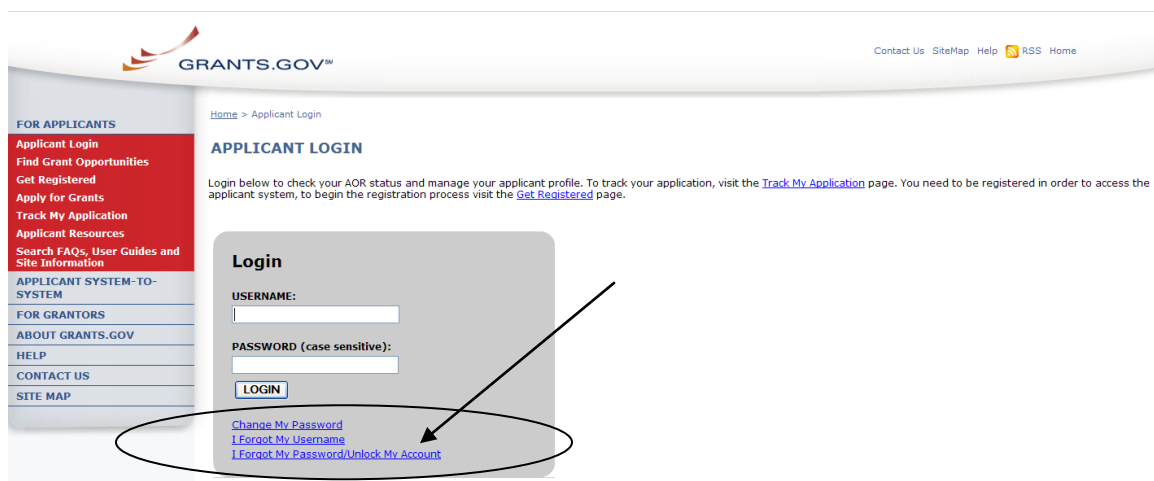 GRANTS.GOV℠
Contact Us SiteMap Help RSS Home
FOR APPLICANTS
Applicant Login
Find Grant Opportunities
Get Registered
Apply for Grants
Track My Application
Applicant Resources
Search FAQs, User Guides and
Site Information
APPLICANT SYSTEM-TO-
SYSTEM
FOR GRANTORS
ABOUT GRANTS.GOV
HELP
CONTACT US
SITE MAP
Home > Applicant Login
APPLICANT LOGIN
Login below to check your AOR status and manage your applicant profile. To track your application, visit the Track My Application page. You need to be registered in order to access the
applicant system, to begin the registration process visit the Get Registered page.
Login
USERNAME:
PASSWORD (case sensitive):
LOGIN
Change My Password
I Forgot My Username
I Forgot My Password/Unlock My Account